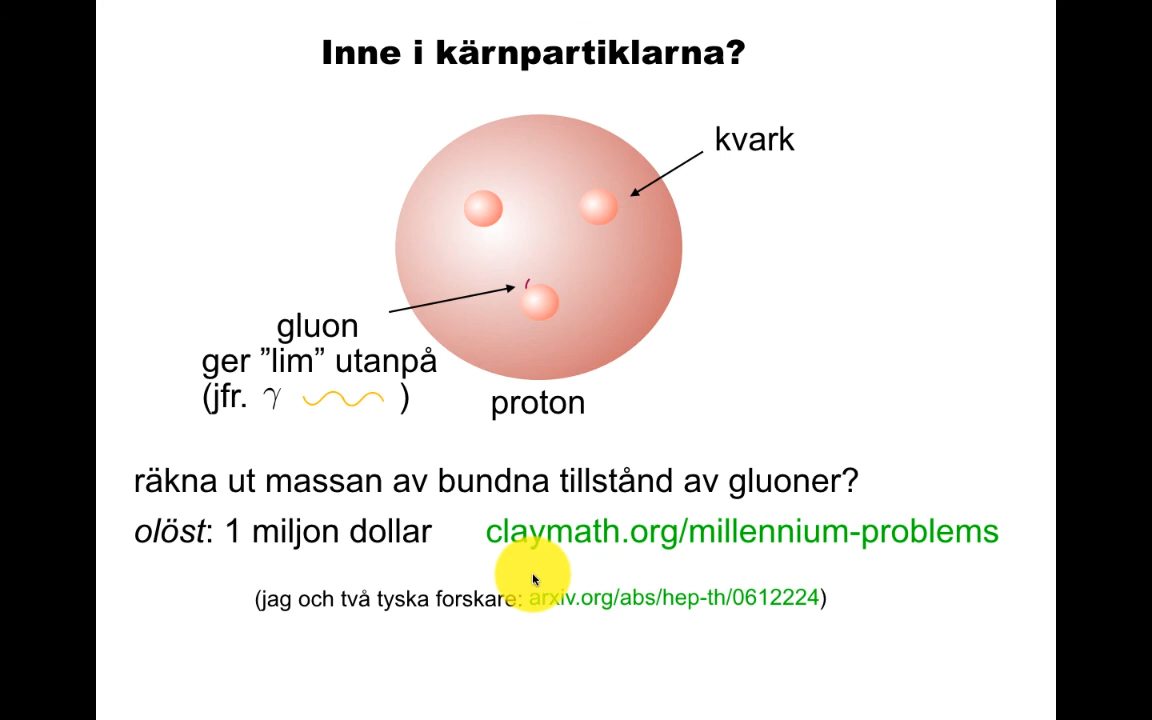 Inne i kärnpartiklarna?
kvark
gluon
ger ”lim” utanpå
(jfr. γ )
proton
räkna ut massan av bundna tillstånd av gluoner?
olöst: 1 miljon dollar claymath.org/millennium-problems
(jag och två tyska forskare: arxiv.org/abs/hep-th/0612224)